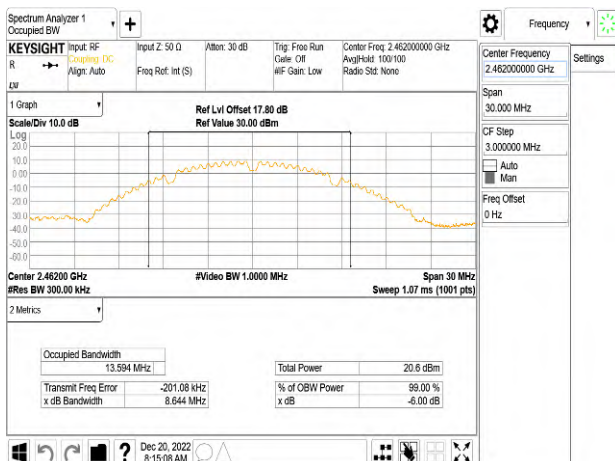 Spectrum Analyzer 1
Occupied BW
Frequency
KEYSIGHT
Input: RF
Coupling: DC
Align: Auto
Input Z: 50 Ω
Freq Ref: Int (S)
Atten: 30 dB
Trig: Free Run
Gate: Off
#IF Gain: Low
Center Freq: 2.462000000 GHz
Avg|Hold: 100/100
Radio Std: None
R
Center Frequency
2.462000000 GHz
Settings
Span
30.000 MHz
CF Step
3.000000 MHz
Auto
Man
Freq Offset
0 Hz
1 Graph
Scale/Div 10.0 dB
Ref Lvl Offset 17.80 dB
Ref Value 30.00 dBm
Log
20.0
10.0
0.00
-10.0
-20.0
-30.0
-40.0
-50.0
-60.0
Center 2.46200 GHz
#Video BW 1.0000 MHz
Span 30 MHz
#Res BW 300.00 kHz
Sweep 1.07 ms (1001 pts)
2 Metrics
Occupied Bandwidth
13.594 MHz
Total Power 20.6 dBm
Transmit Freq Error -201.08 kHz
% of OBW Power 99.00 %
x dB Bandwidth 8.644 MHz
x dB -6.00 dB
?
Dec 20, 2022
8:15:08 AM